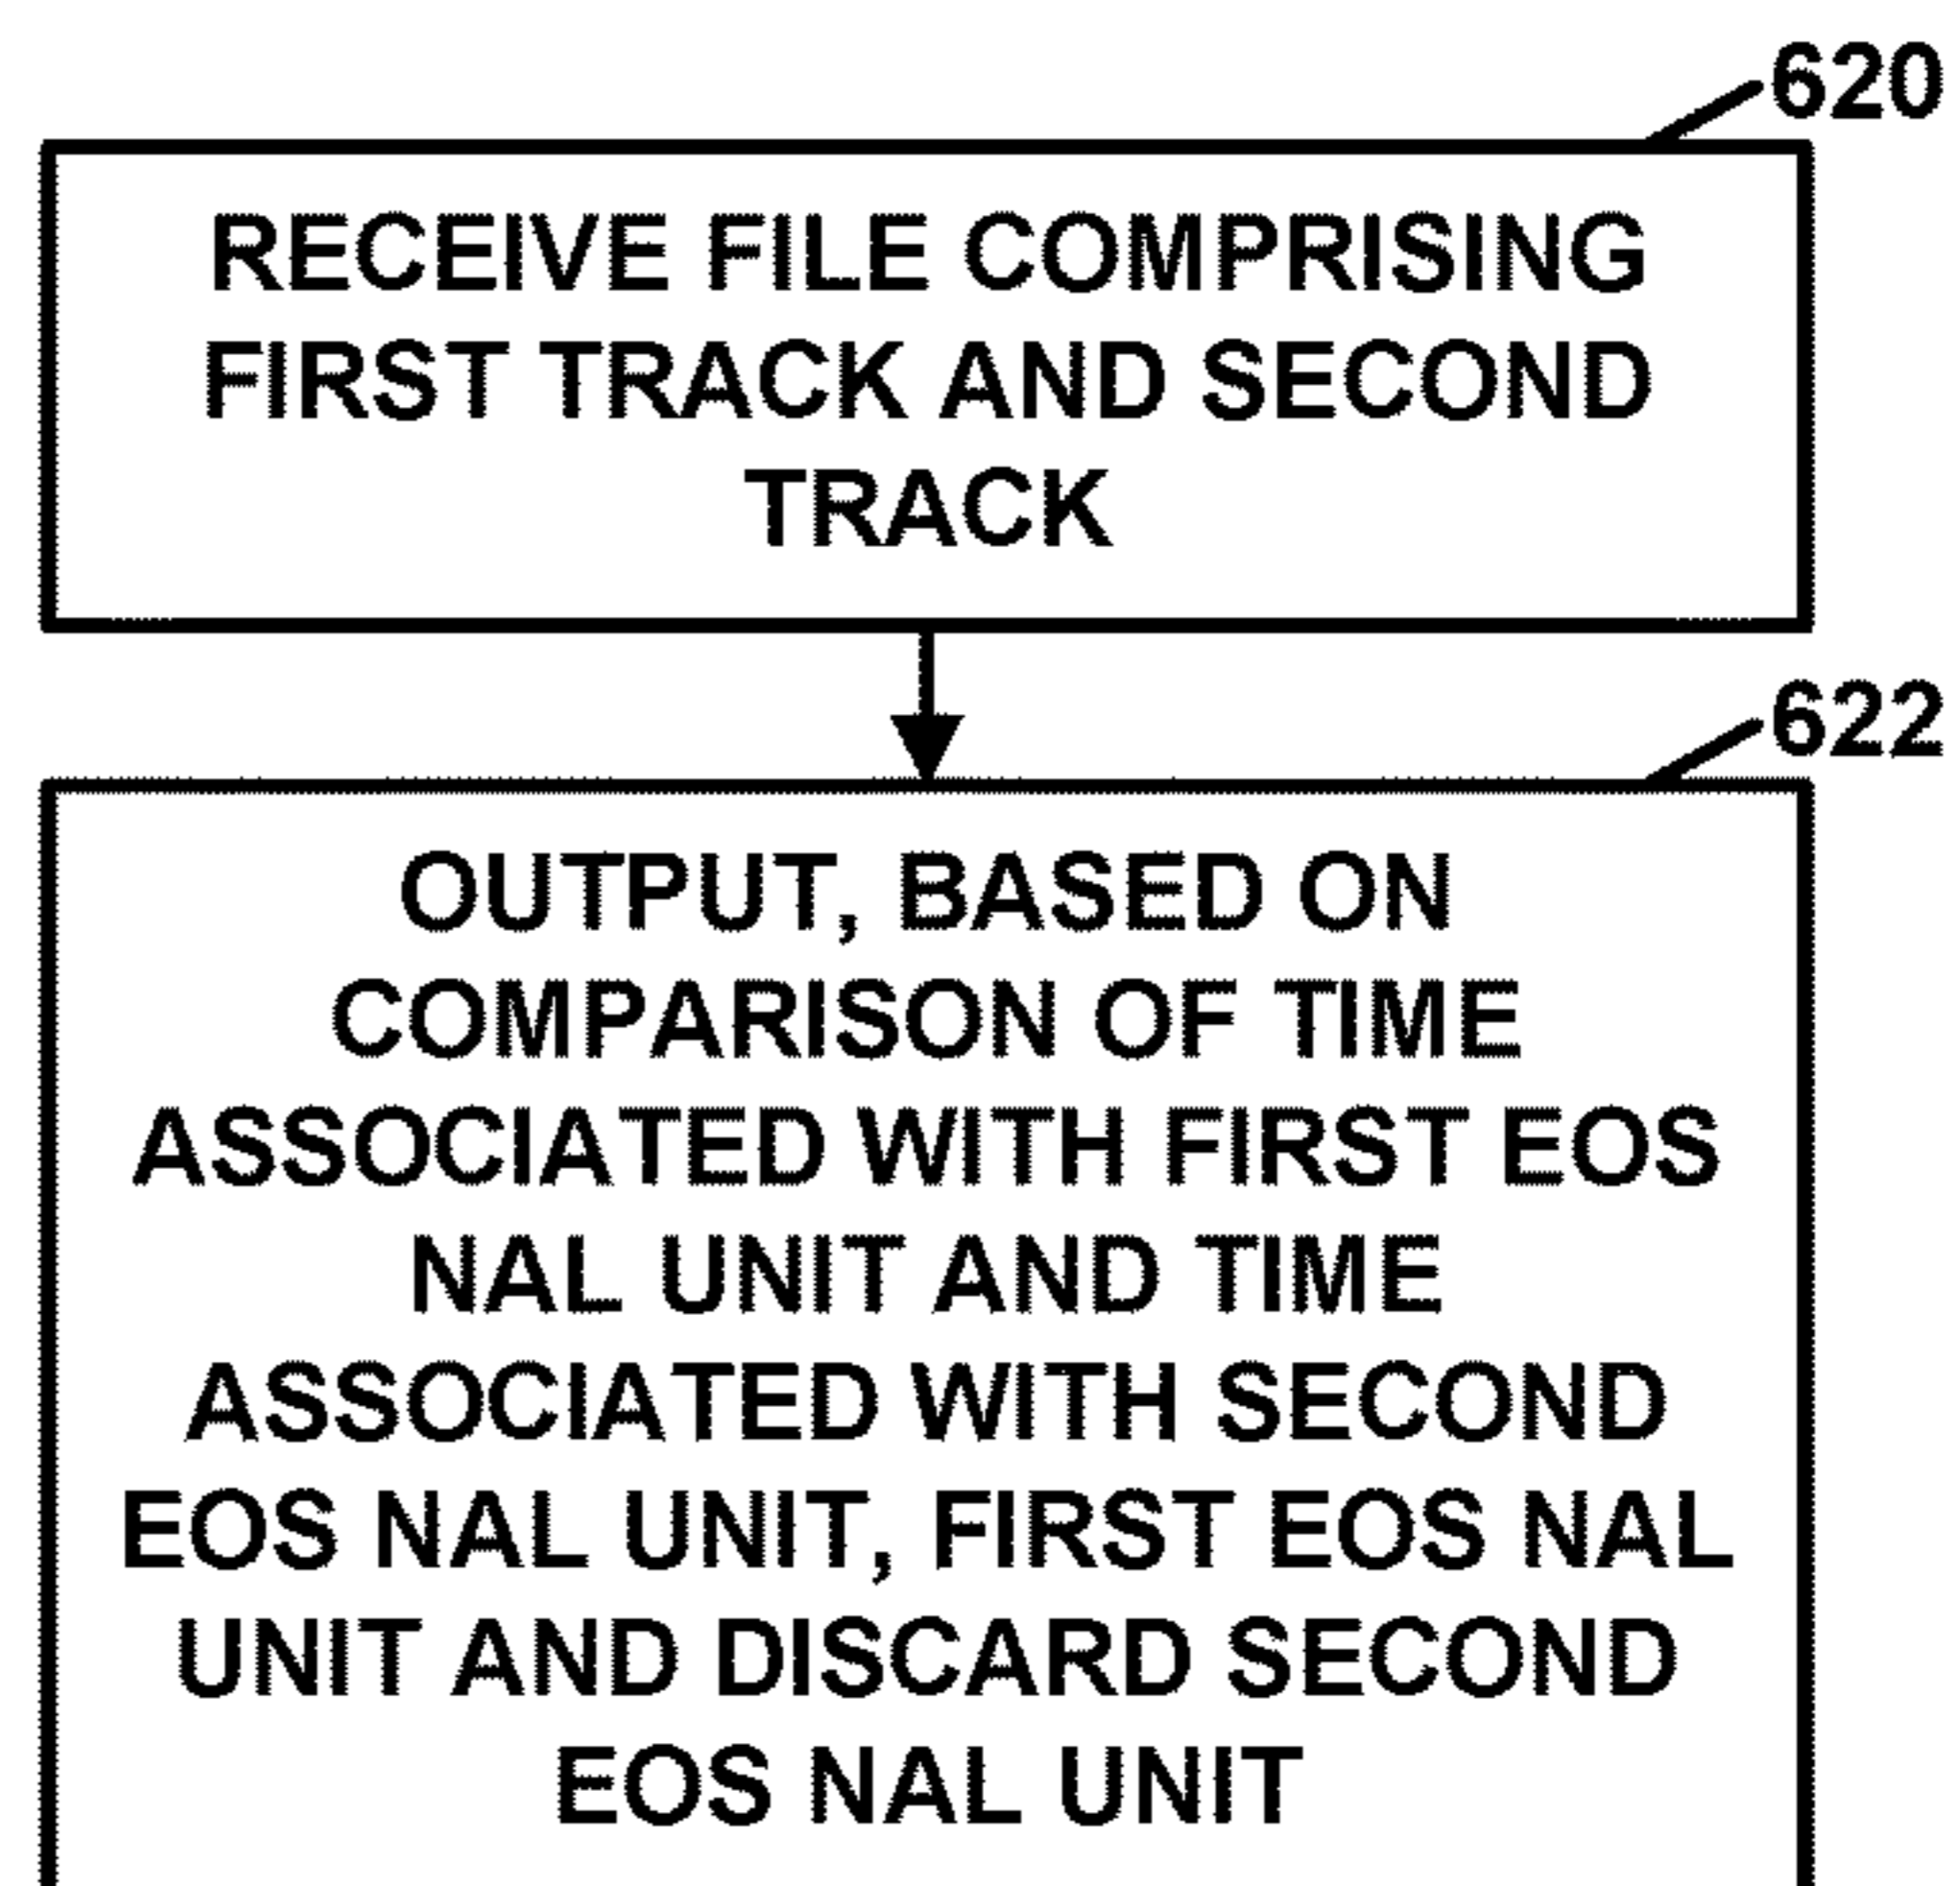 620
RECEIVE FILE COMPRISING
FIRST TRACK AND SECOND
TRACK
622
OUTPUT, BASED ON
COMPARISON OF TIME
ASSOCIATED WITH FIRST EOS
NAL UNIT AND TIME
ASSOCIATED WITH SECOND
EOS NAL UNIT, FIRST EOS NAL
UNIT AND DISCARD SECOND
EOS NAL UNIT